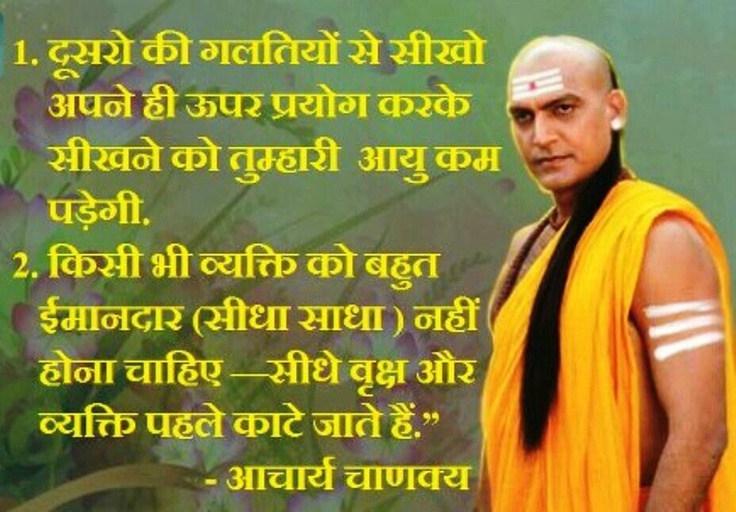 1. दूसरो की गलतियों से सीखो
अपने ही ऊपर प्रयोग करके
सीखने को तुम्हारी आयु कम
पड़ेगी.
2. किसी भी व्यक्ति को बहुत
ईमानदार (सीधा साधा ) नहीं
होना चाहिए —सीधे वृक्ष और
व्यक्ति पहले काटे जाते हैं.”
- आचार्य चाणक्य